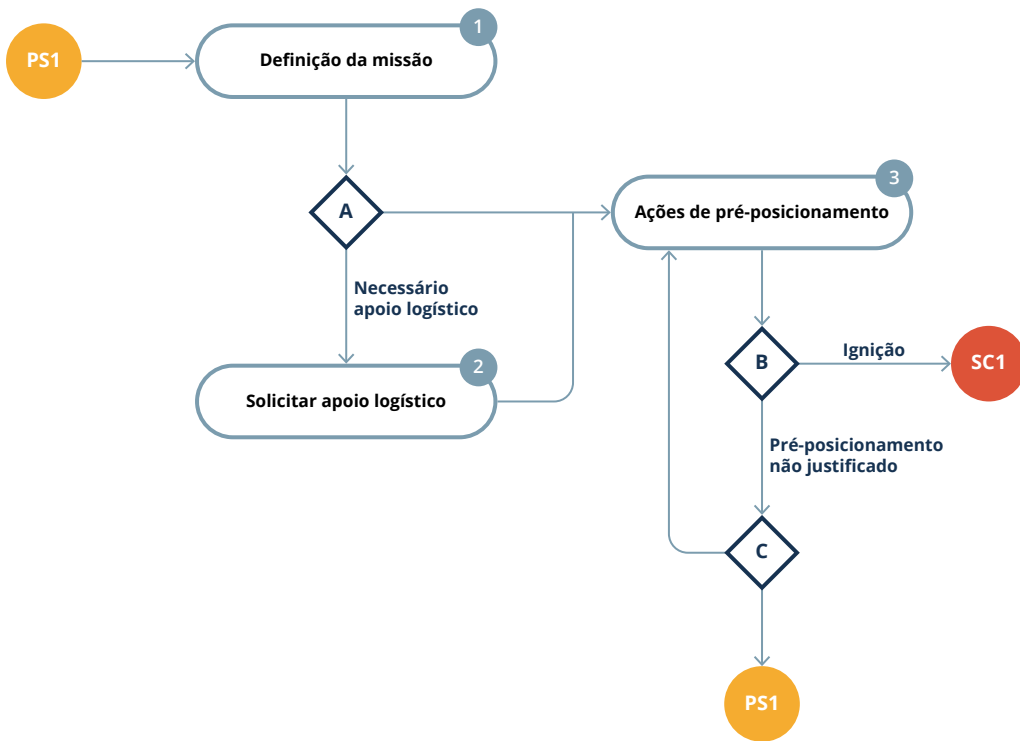 PS1
1
Definição da missão
A
3
Ações de pré-posicionamento
Necessário
apoio logístico
2
Solicitar apoio logístico
B
Ignição
SC1
Pré-posicionamento
não justificado
C
PS1